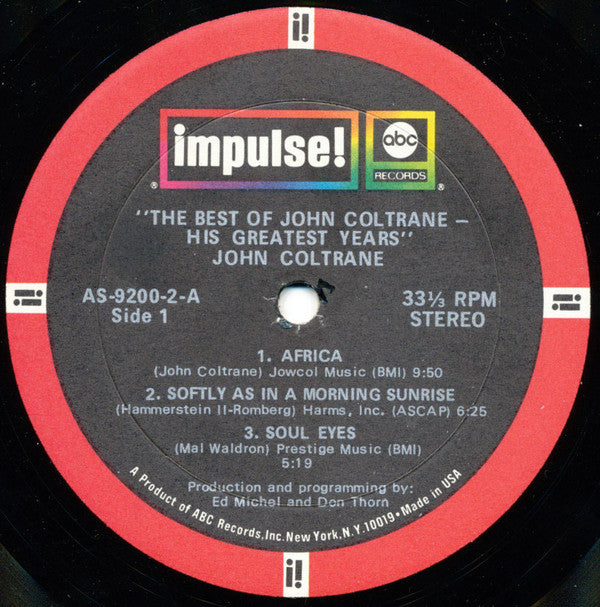 impulse!
abc
RECORDS
® ®
"THE BEST OF JOHN COLTRANE –
HIS GREATEST YEARS"
JOHN COLTRANE
AS-9200-2-A
Side 1
33⅓ RPM
STEREO
1. AFRICA
(John Coltrane) Jowcol Music (BMI) 9:50
2. SOFTLY AS IN A MORNING SUNRISE
(Hammerstein II-Romberg) Harms, Inc. (ASCAP) 6:25
3. SOUL EYES
(Mal Waldron) Prestige Music (BMI)
5:19
Production and programming by:
Ed Michel and Don Thorn
A Product of ABC Records, Inc. New York, N.Y. 10019 • Made in USA